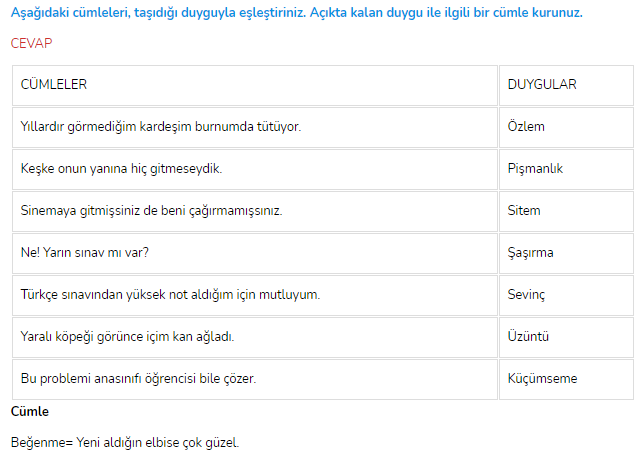 Aşağıdaki cümleleri, taşıdığı duyguyla eşleştiriniz. Açıkta kalan duygu ile ilgili bir cümle kurunuz.
CEVAP
CÜMLELER DUYGULAR
Yıllardır görmediğim kardeşim burnumda tütüyor. Özlem
Keşke onun yanına hiç gitmeseydik. Pişmanlık
Sinemaya gitmişsiniz de beni çağırmamışsınız. Sitem
Ne! Yarın sınav mı var? Şaşırma
Türkçe sınavından yüksek not aldığım için mutluyum. Sevinç
Yaralı köpeği görünce içim kan ağladı. Üzüntü
Bu problemi anasınıfı öğrencisi bile çözer. Küçümseme
Cümle
Beğenme= Yeni aldığın elbise çok güzel.